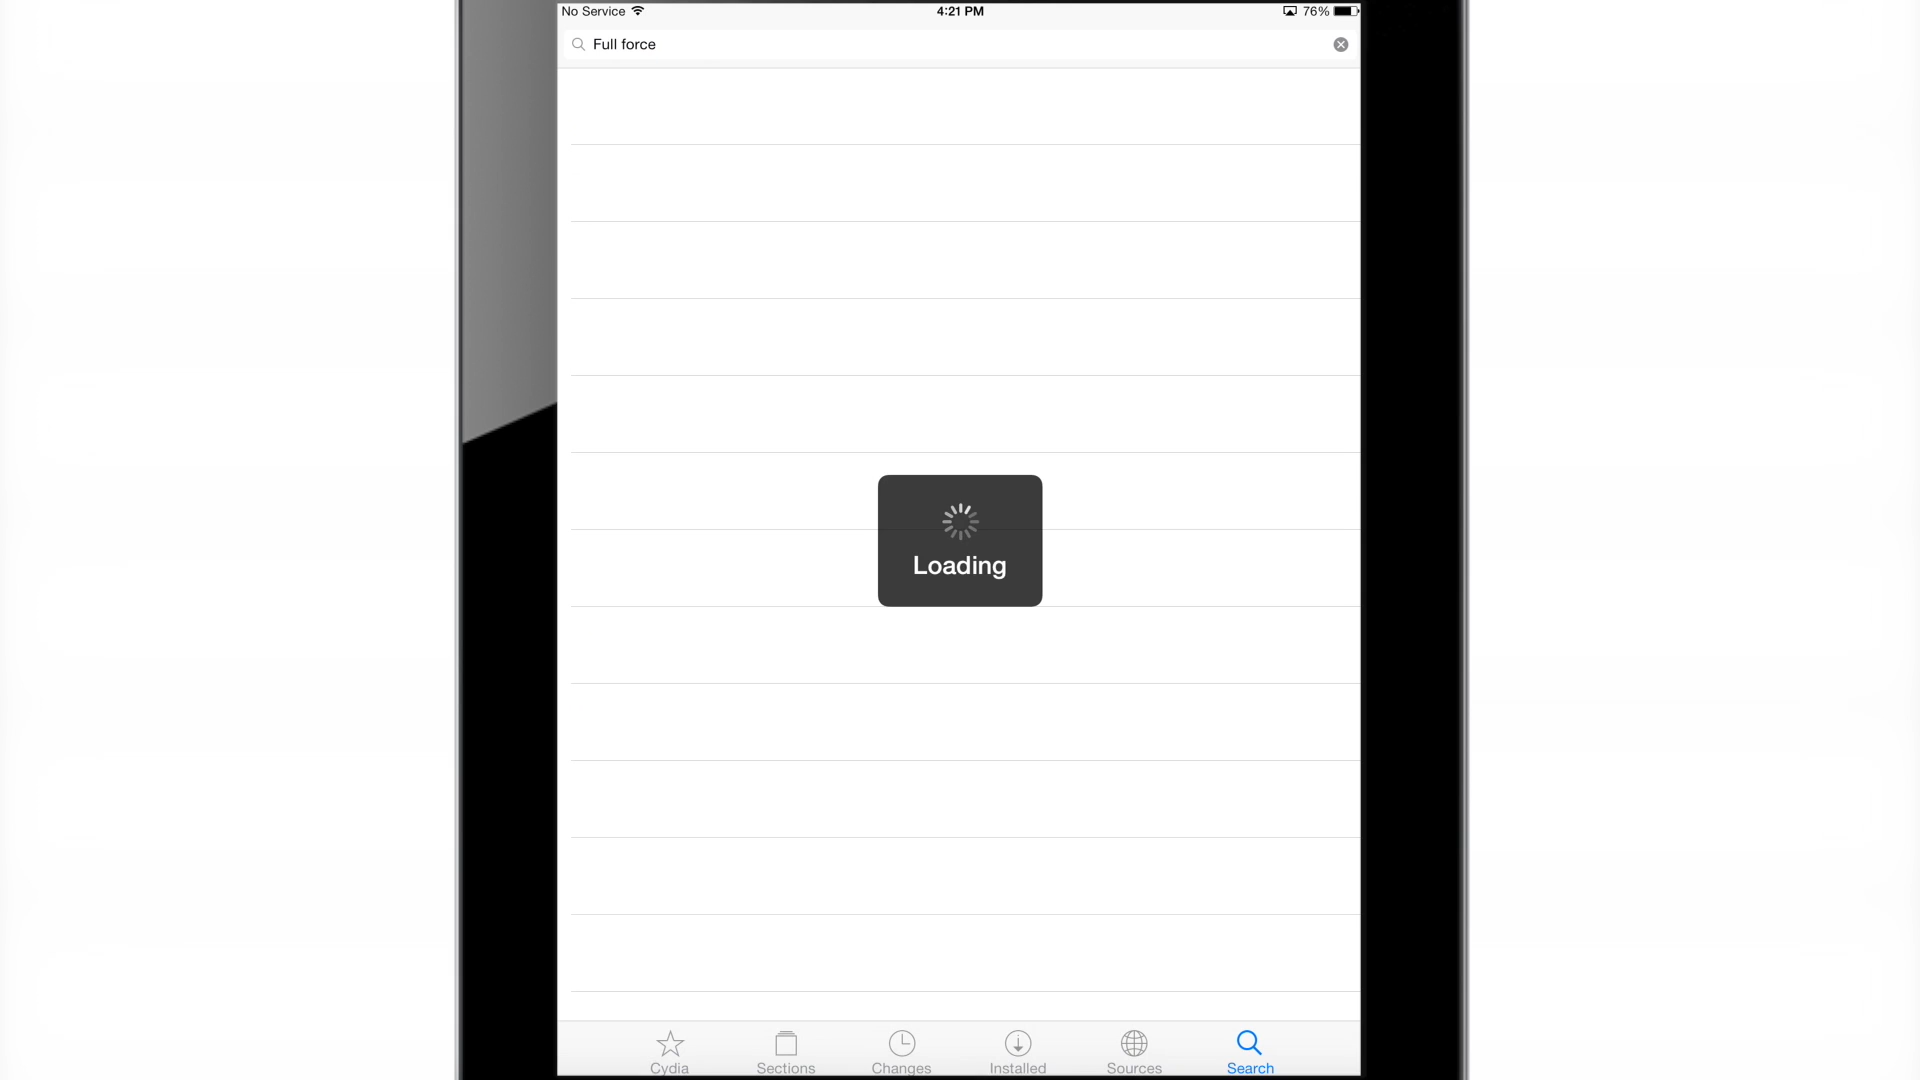 No Service 4:21 PM 76%
Full force
Loading
Cydia Sections Changes Installed Sources Search